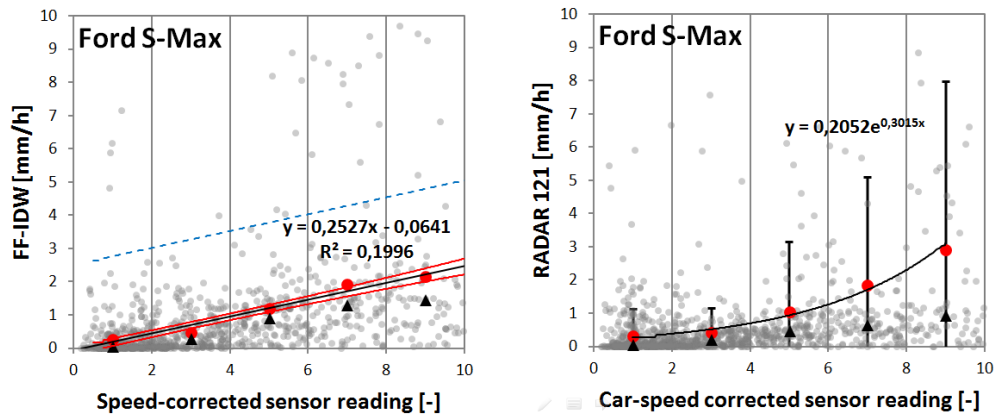 Ford S-Max
FF-IDW [mm/h]
10
9
8
7
6
5
4
3
2
1
0
y = 0,2527x - 0,0641
R² = 0,1996
0 2 4 6 8 10
Speed-corrected sensor reading [-]
Ford S-Max
RADAR 121 [mm/h]
10
9
8
7
6
5
4
3
2
1
0
y = 0,2052e^0,3015x
0 2 4 6 8 10
Car-speed corrected sensor reading [-]